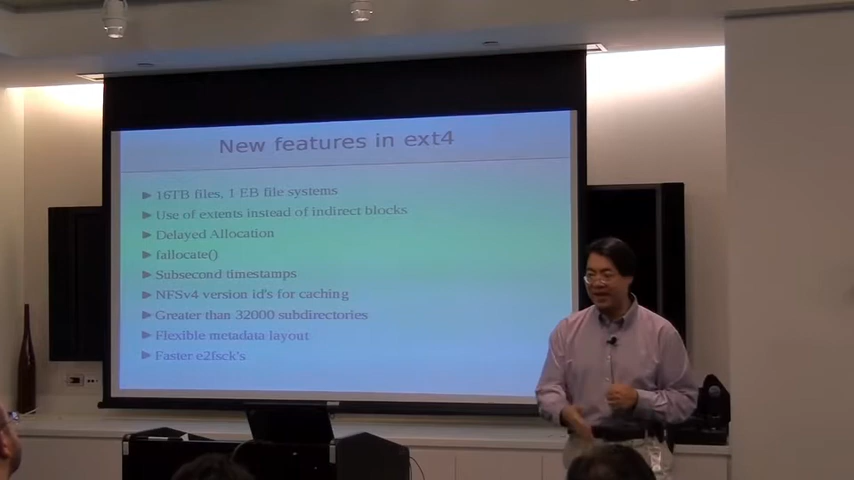 New features in ext4
16TB files, 1 EB file systems
Use of extents instead of indirect blocks
Delayed Allocation
fallocate()
Subsecond timestamps
NFSv4 version id's for caching
Greater than 32000 subdirectories
Flexible metadata layout
Faster e2fsck's